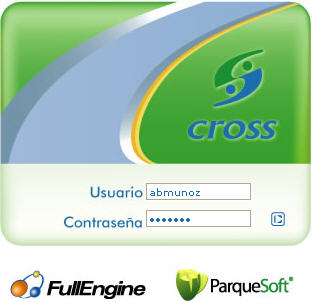 cross
Usuario abmunoz
Contraseña •••••••
FullEngine ParqueSoft